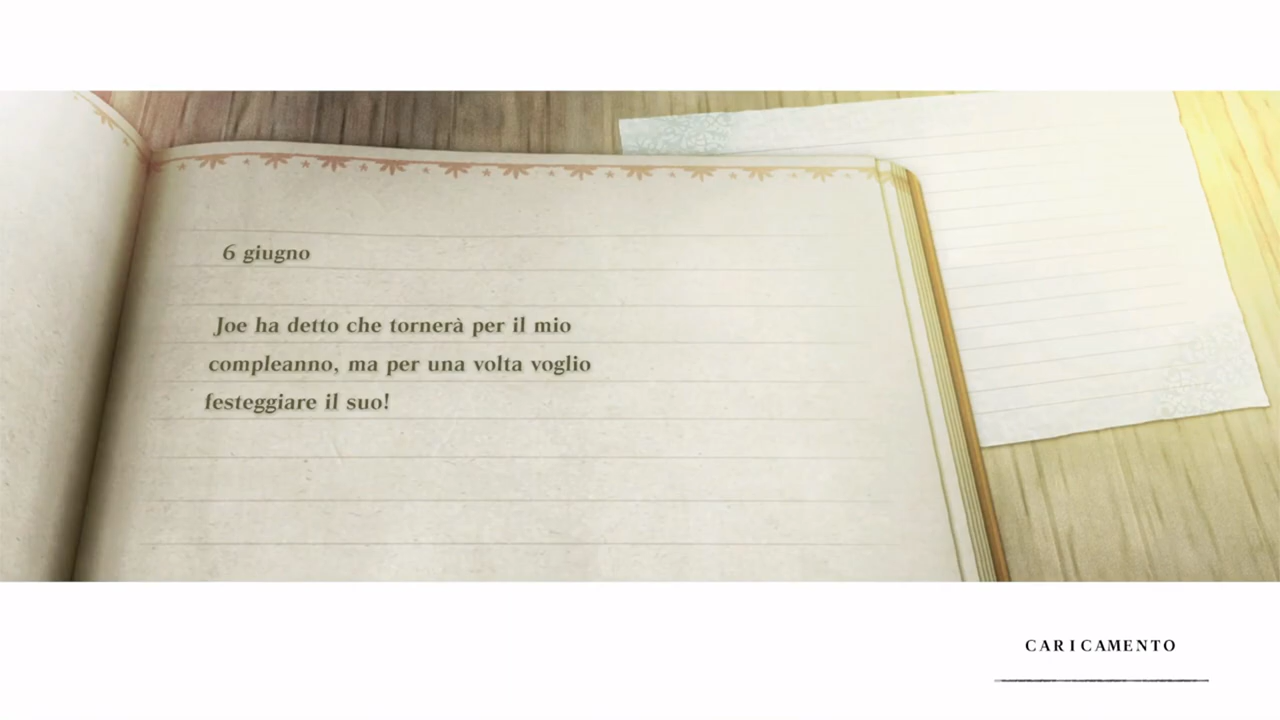 6 giugno
Joe ha detto che tornerà per il mio
compleanno, ma per una volta voglio
festeggiare il suo!
CARICAMENTO